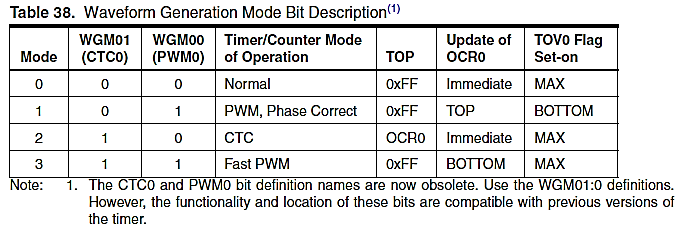 Table 38. Waveform Generation Mode Bit Description(1)
Mode WGM01 (CTC0) WGM00 (PWM0) Timer/Counter Mode of Operation TOP Update of OCR0 TOV0 Flag Set-on
0 0 0 Normal 0xFF Immediate MAX
1 0 1 PWM, Phase Correct 0xFF TOP BOTTOM
2 1 0 CTC OCR0 Immediate MAX
3 1 1 Fast PWM 0xFF BOTTOM MAX
Note: 1. The CTC0 and PWM0 bit definition names are now obsolete. Use the WGM01:0 definitions.
However, the functionality and location of these bits are compatible with previous versions of
the timer.